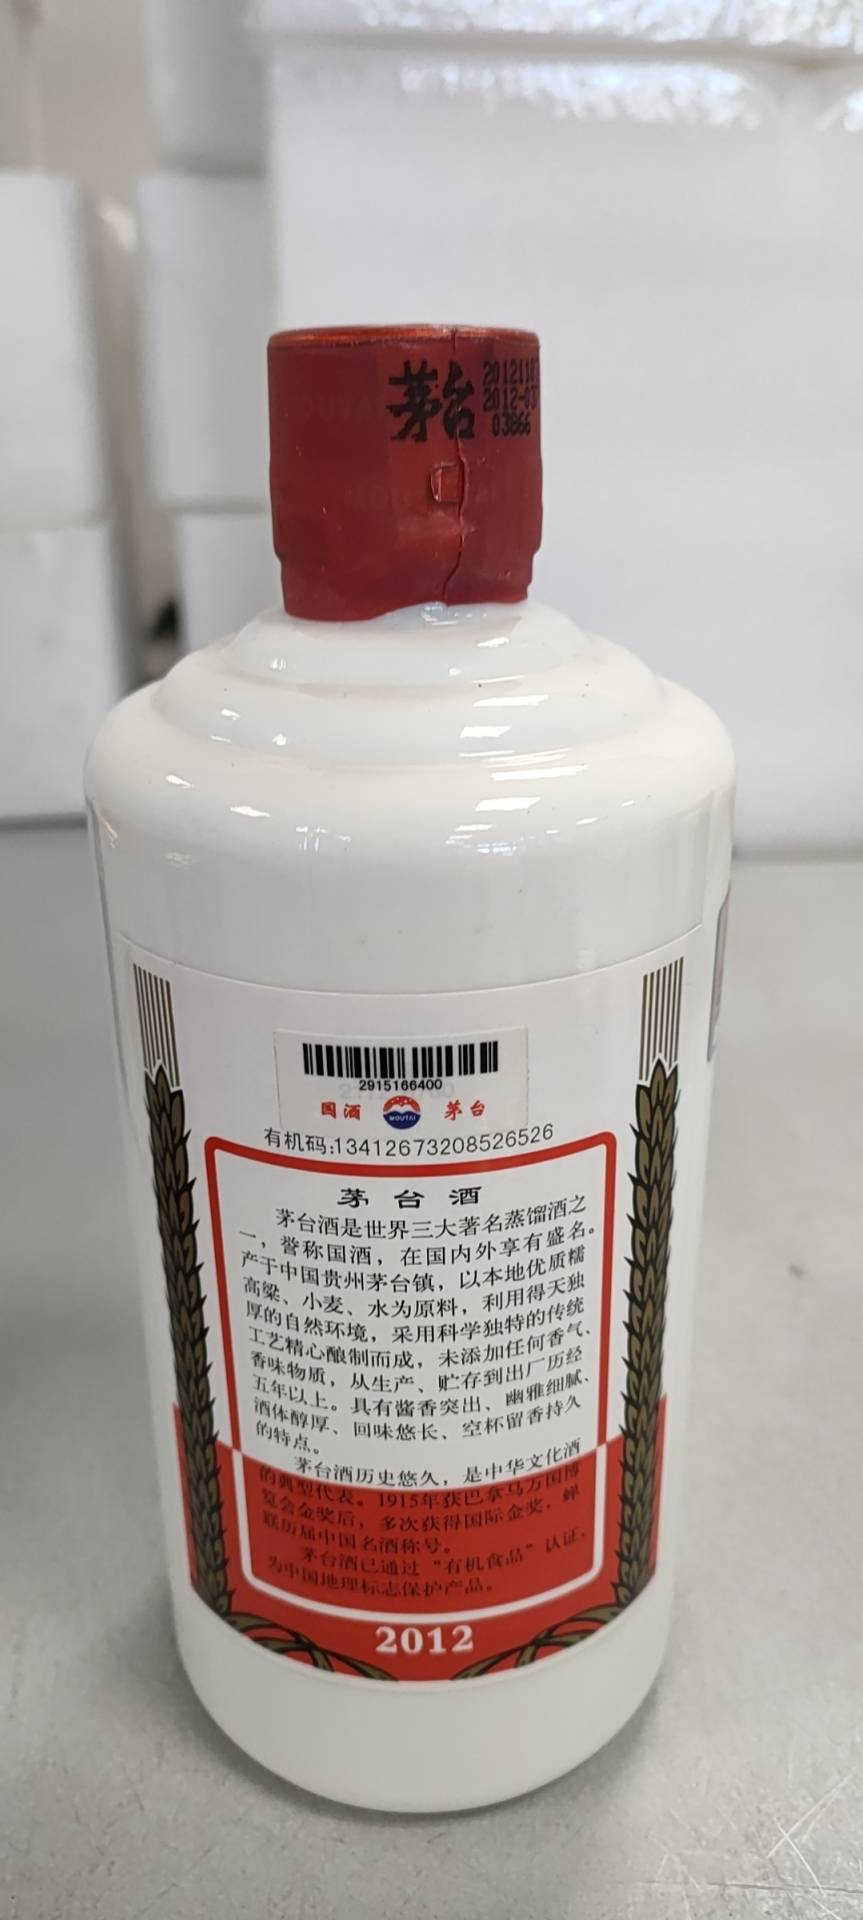 茅台
2012110
2012-03
03866
2915166400
国酒 MOUTAI 茅台
有机码:13412673208526526
茅台酒
茅台酒是世界三大著名蒸馏酒之
一,誉称国酒,在国内外享有盛名。
产于中国贵州茅台镇,以本地优质糯
高粱、小麦、水为原料,利用得天独
厚的自然环境,采用科学独特的传统
工艺精心酿制而成,未添加任何香气、
香味物质,从生产、贮存到出厂历经
五年以上。具有酱香突出、幽雅细腻、
酒体醇厚、回味悠长、空杯留香持久
的特点。
茅台酒历史悠久,是中华文化酒
的典型代表。1915年获巴拿马万国博
览会金奖后,多次获得国际金奖,蝉
联历届中国名酒称号。
茅台酒已通过“有机食品”认证,
为中国地理标志保护产品。
2012